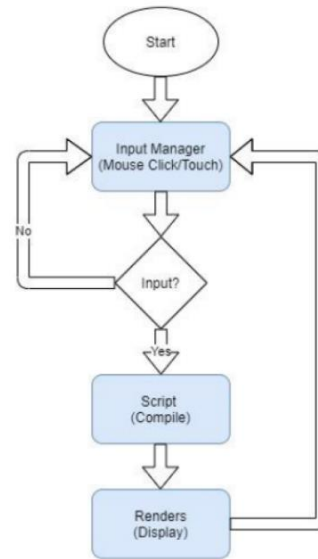 Start
Input Manager
(Mouse Click/Touch)
No
Input?
Yes
Script
(Compile)
Renders
(Display)